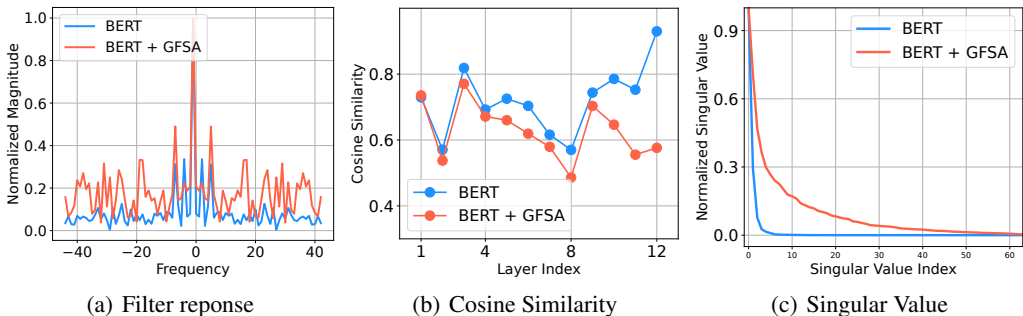 Normalized Magnitude
1.0
0.8
0.6
0.4
0.2
0.0
BERT
BERT + GFSA
−40
−20
0
20
40
Frequency
(a) Filter reponse
Cosine Similarity
0.8
0.6
0.4
BERT
BERT + GFSA
1
4
8
12
Layer Index
(b) Cosine Similarity
Normalized Singular Value
0.9
0.6
0.3
0.0
BERT
BERT + GFSA
0
10
20
30
40
50
60
Singular Value Index
(c) Singular Value